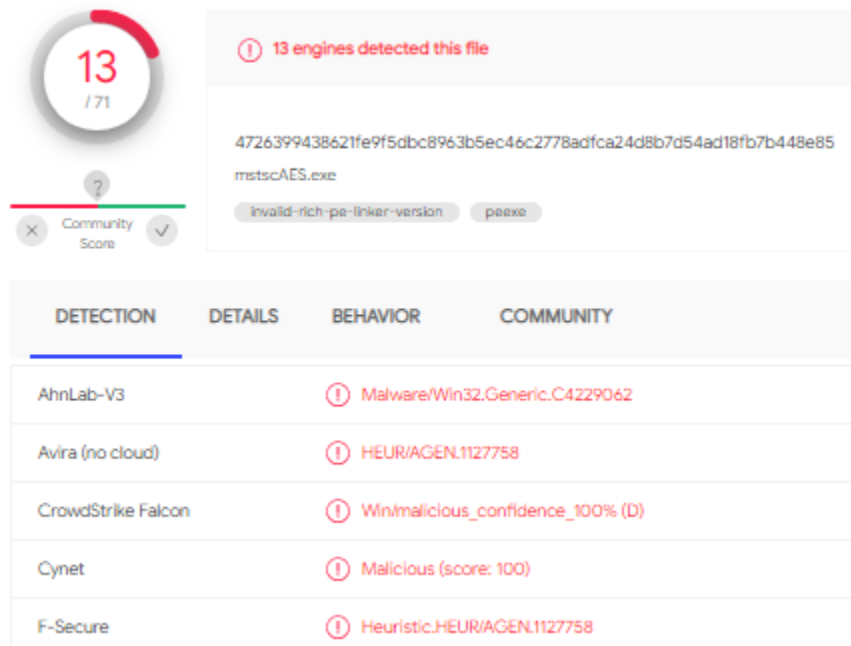 13
/ 71
?
Community
Score
13 engines detected this file
4726399438621fe9f5dbc8963b5ec46c2778adfca24d8b7d54ad18fb7b448e85
mstscAES.exe
invalid-rich-pe-linker-version peexe
DETECTION DETAILS BEHAVIOR COMMUNITY
AhnLab-V3 Malware/Win32.Generic.C4229062
Avira (no cloud) HEUR/AGEN.1127758
CrowdStrike Falcon Win/malicious_confidence_100% (D)
Cynet Malicious (score: 100)
F-Secure Heuristic.HEUR/AGEN.1127758